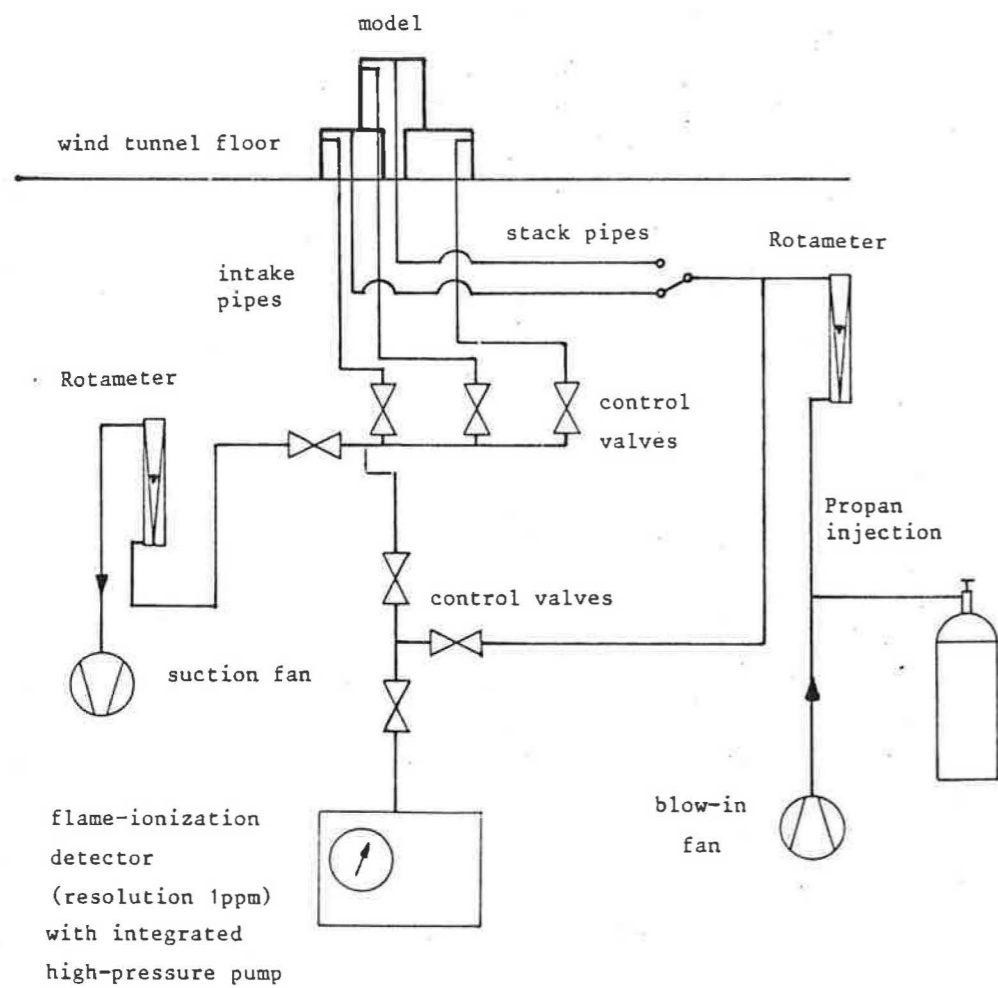 model
wind tunnel floor
stack pipes
Rotameter
intake
pipes
Rotameter
control
valves
Propan
injection
control valves
suction fan
blow-in
fan
flame-ionization
detector
(resolution 1ppm)
with integrated
high-pressure pump